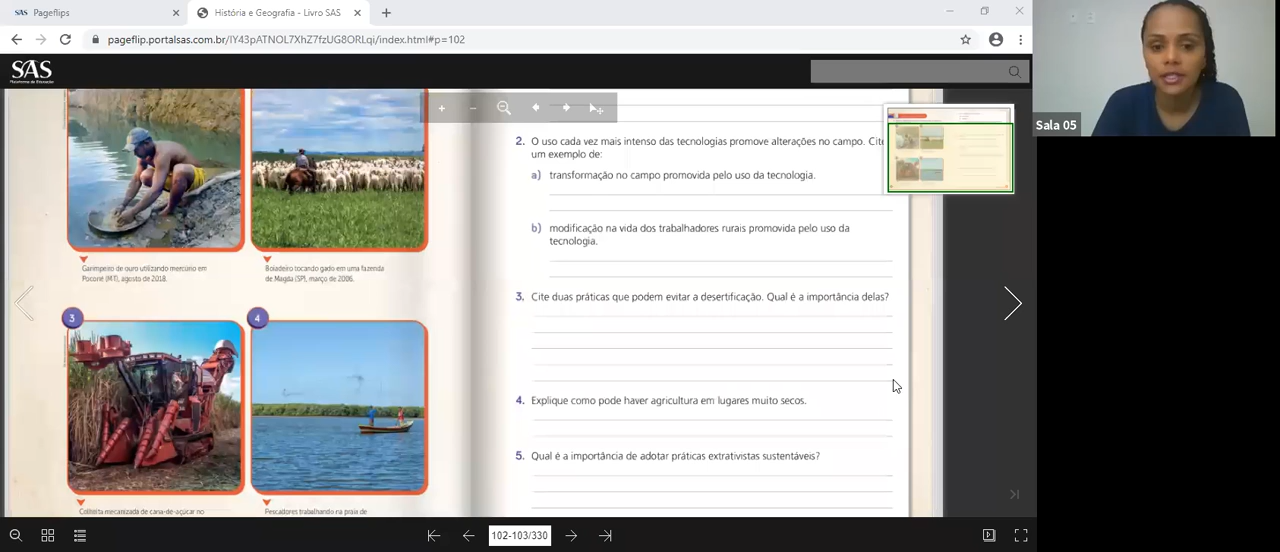 SAS Pageflips
História e Geografia - Livro SAS
pageflip.portalsas.com.br/lY43pATNOL7XhZ7fzUG8ORLqi/index.html#p=102
SAS
Plataforma de Educação
Sala 05
Garimpeiro de ouro utilizando mercúrio em
Poconé (MT), agosto de 2018.
Boiadeiro tocando gado em uma fazenda
de Magda (SP), março de 2006.
3
4
Colheita mecanizada de cana-de-açúcar no
Pescadores trabalhando na praia de
2. O uso cada vez mais intenso das tecnologias promove alterações no campo. Cite
um exemplo de:
a) transformação no campo promovida pelo uso da tecnologia.
b) modificação na vida dos trabalhadores rurais promovida pelo uso da
tecnologia.
3. Cite duas práticas que podem evitar a desertificação. Qual é a importância delas?
4. Explique como pode haver agricultura em lugares muito secos.
5. Qual é a importância de adotar práticas extrativistas sustentáveis?
102-103/330